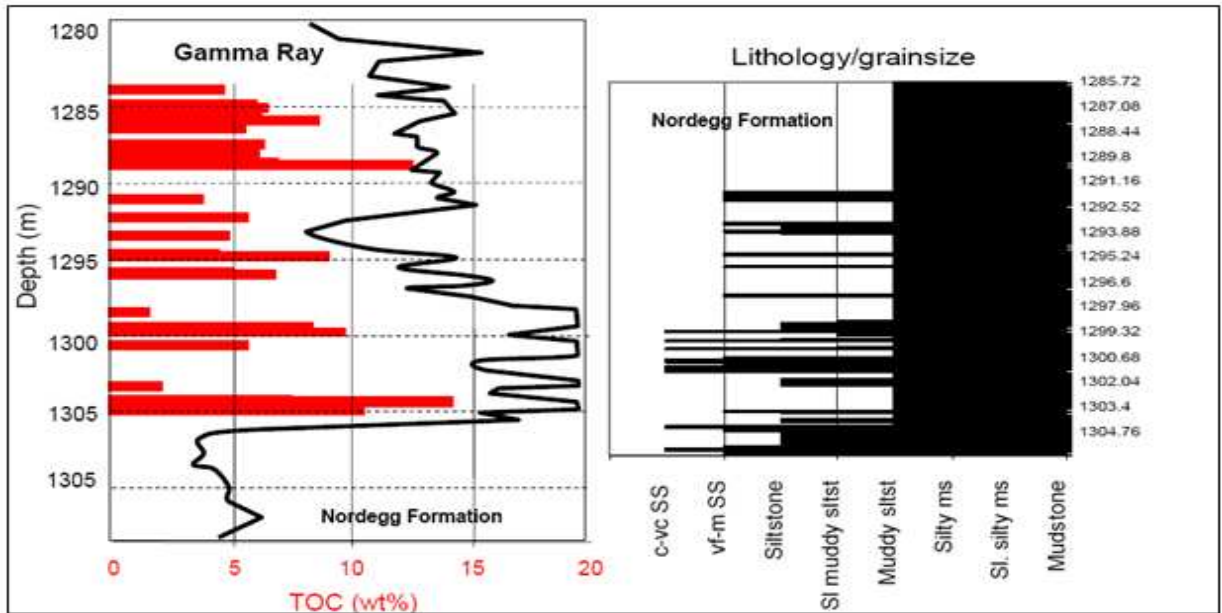 Gamma Ray
Depth (m)
1280
1285
1290
1295
1300
1305
1305
Nordegg Formation
0 5 10 15 20
TOC (wt%)
Lithology/grainsize
Nordegg Formation
1285.72
1287.08
1288.44
1289.8
1291.16
1292.52
1293.88
1295.24
1296.6
1297.96
1299.32
1300.68
1302.04
1303.4
1304.76
c-vc SS
vf-m SS
Siltstone
Sl muddy sltst
Muddy sltst
Silty ms
Sl. silty ms
Mudstone